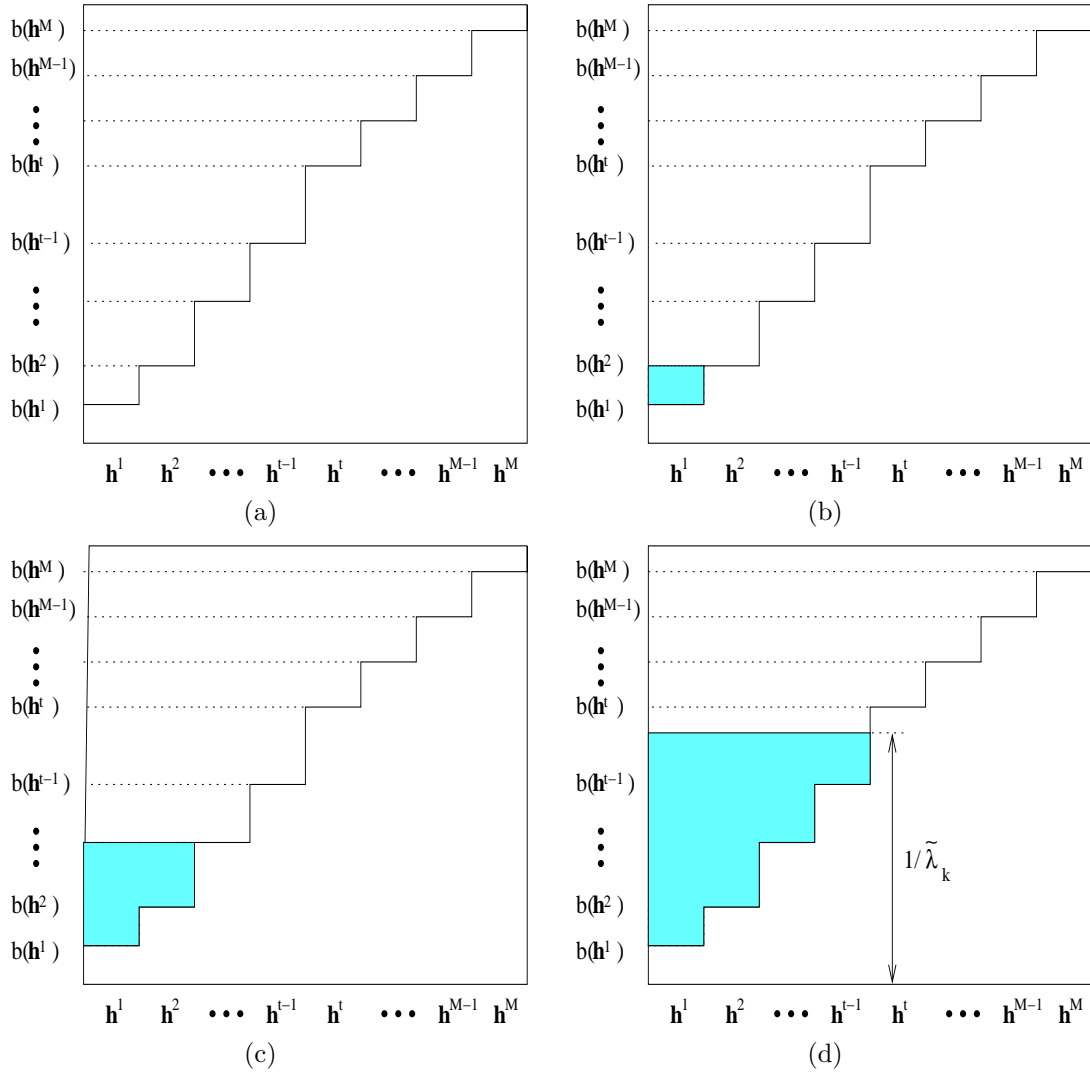 b(h^M)
b(h^{M-1})
b(h^t)
b(h^{t-1})
b(h^2)
b(h^1)
h^1 h^2 ••• h^{t-1} h^t ••• h^{M-1} h^M
(a)
b(h^M)
b(h^{M-1})
b(h^t)
b(h^{t-1})
b(h^2)
b(h^1)
h^1 h^2 ••• h^{t-1} h^t ••• h^{M-1} h^M
(b)
b(h^M)
b(h^{M-1})
b(h^t)
b(h^{t-1})
b(h^2)
b(h^1)
h^1 h^2 ••• h^{t-1} h^t ••• h^{M-1} h^M
(c)
b(h^M)
b(h^{M-1})
b(h^t)
b(h^{t-1})
b(h^2)
b(h^1)
1/λ̃_k
h^1 h^2 ••• h^{t-1} h^t ••• h^{M-1} h^M
(d)